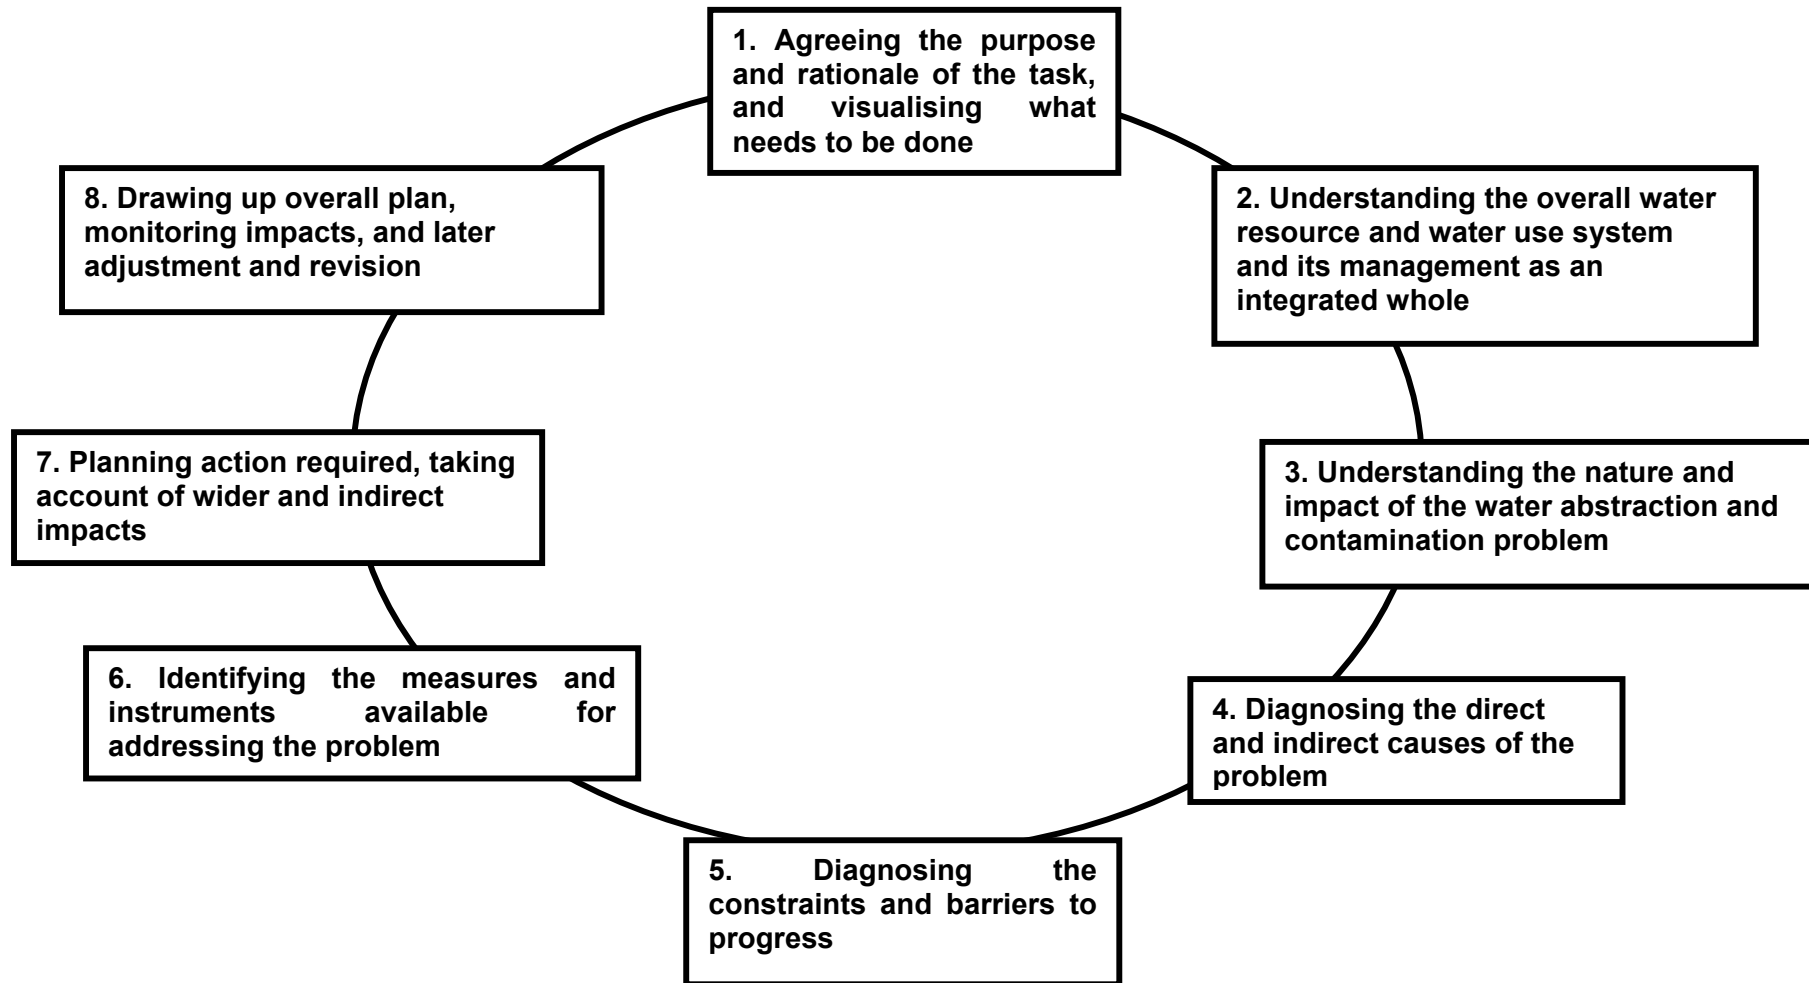 1. Agreeing the purpose
and rationale of the task,
and visualising what
needs to be done
2. Understanding the overall water
resource and water use system
and its management as an
integrated whole
3. Understanding the nature and
impact of the water abstraction and
contamination problem
4. Diagnosing the direct
and indirect causes of the
problem
5. Diagnosing the
constraints and barriers to
progress
6. Identifying the measures and
instruments available for
addressing the problem
7. Planning action required, taking
account of wider and indirect
impacts
8. Drawing up overall plan,
monitoring impacts, and later
adjustment and revision